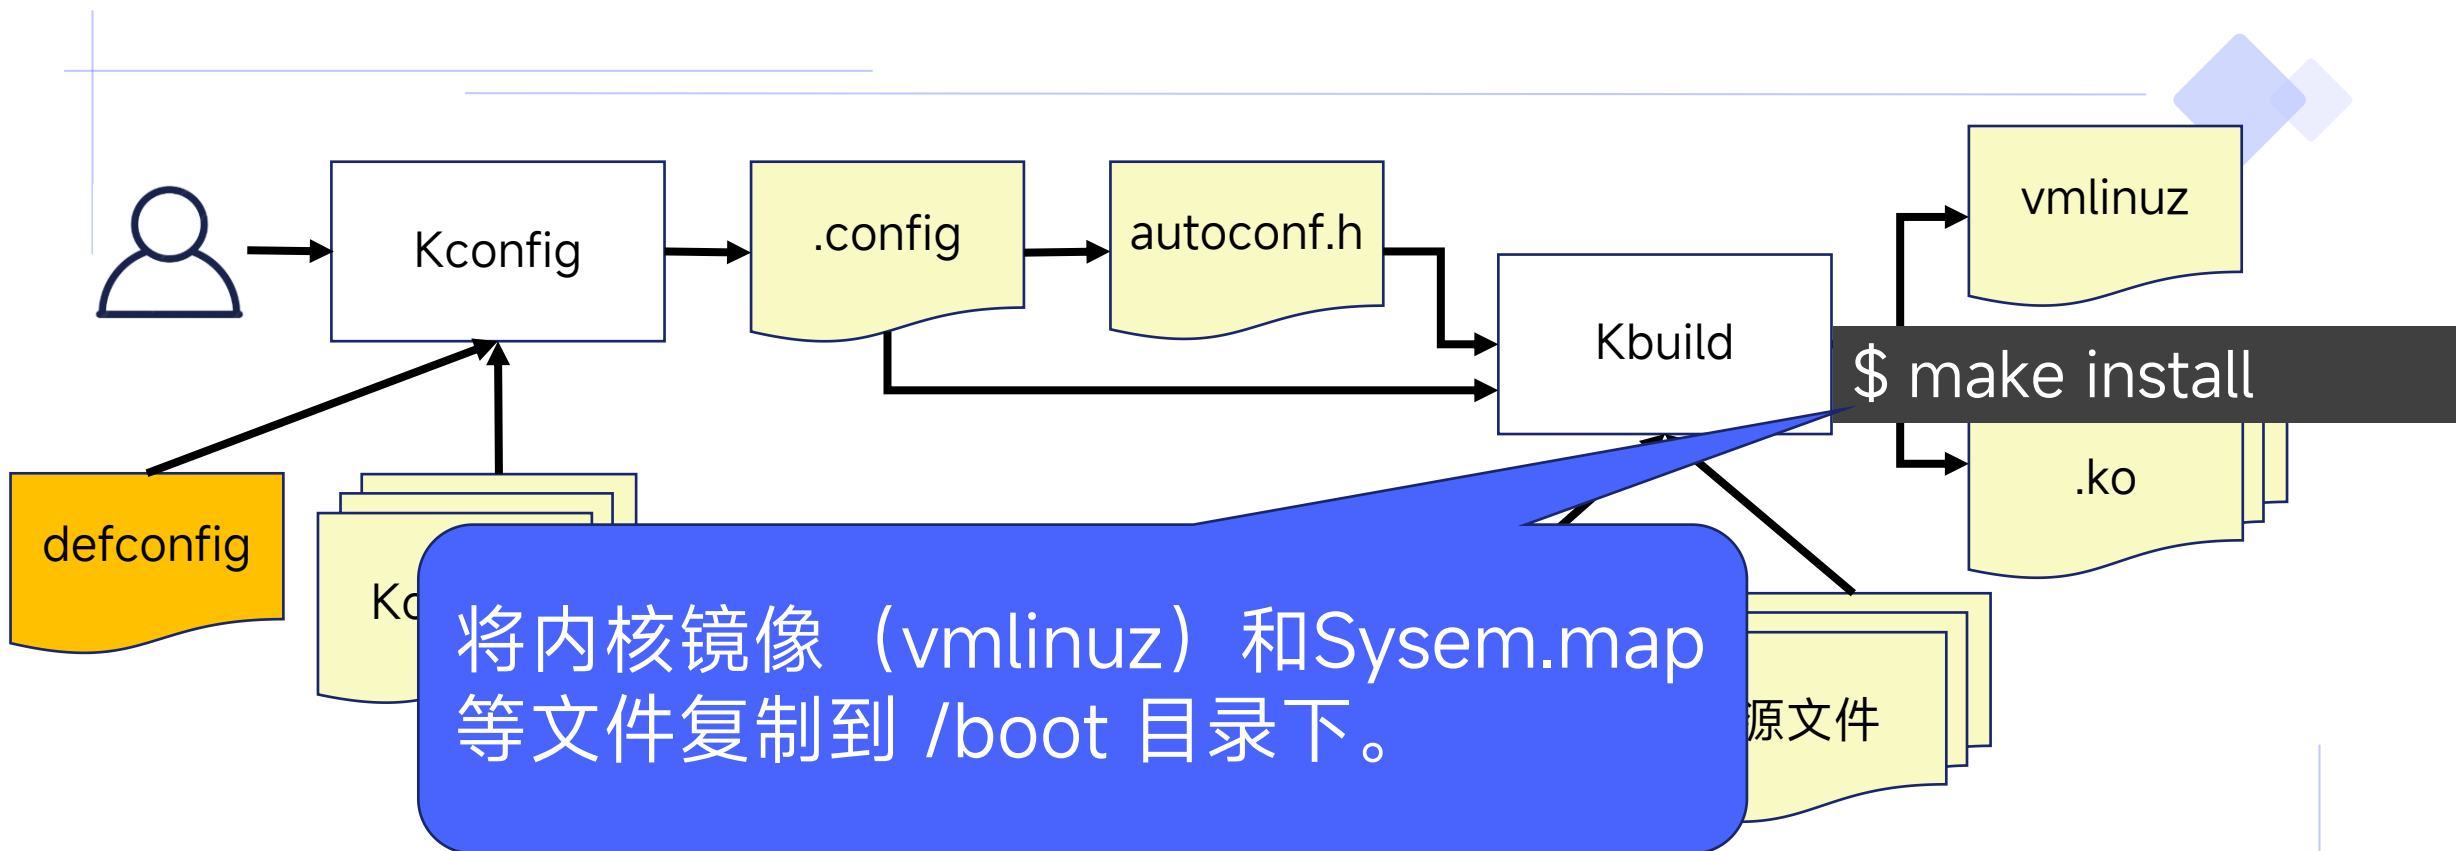 vmlinuz
Kconfig
.config
autoconf.h
Kbuild
$ make install
.ko
defconfig
将内核镜像（vmlinuz）和Sysem.map
等文件复制到 /boot 目录下。
源文件